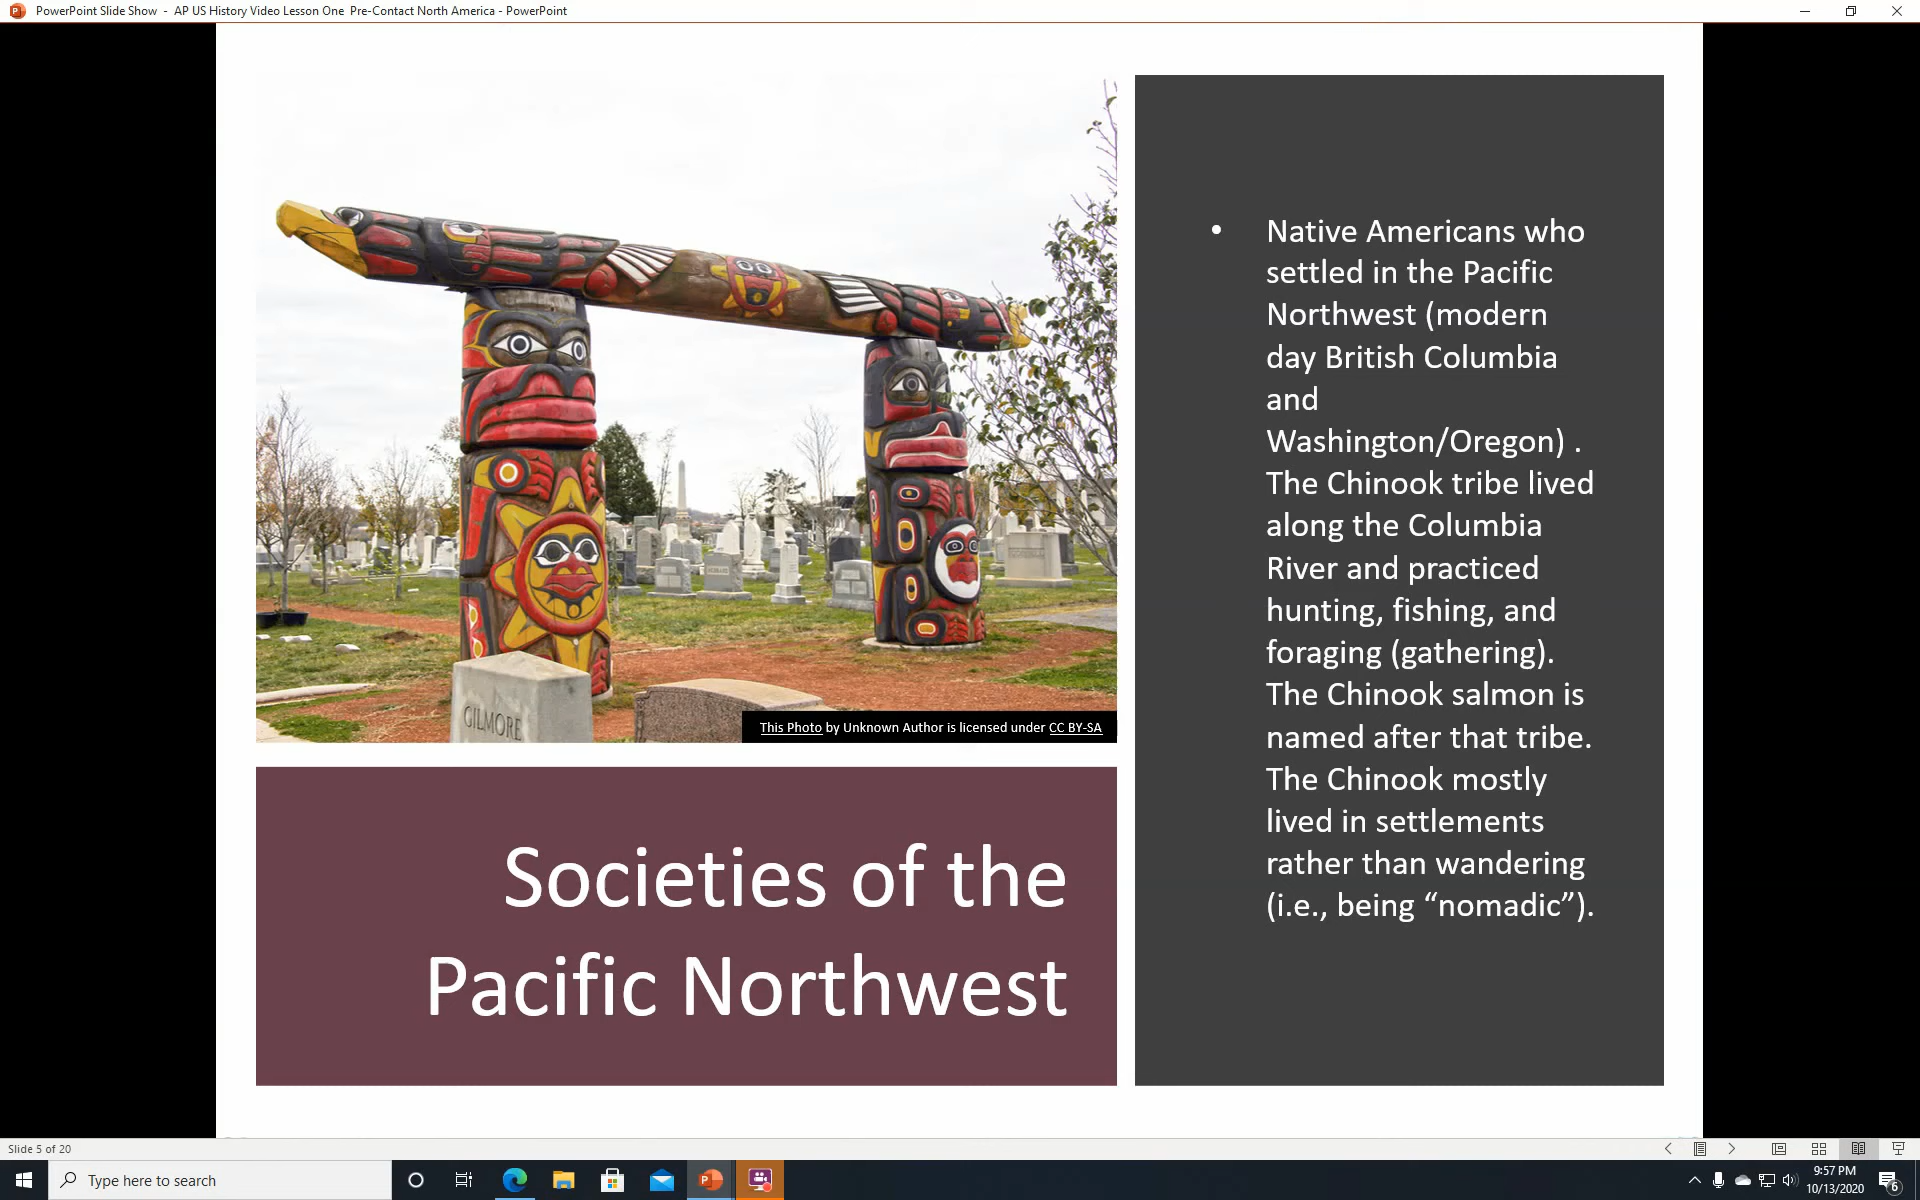 PowerPoint Slide Show - AP US History Video Lesson One Pre-Contact North America - PowerPoint
GILMORE
This Photo by Unknown Author is licensed under CC BY-SA
Societies of the
Pacific Northwest
• Native Americans who
settled in the Pacific
Northwest (modern
day British Columbia
and
Washington/Oregon) .
The Chinook tribe lived
along the Columbia
River and practiced
hunting, fishing, and
foraging (gathering).
The Chinook salmon is
named after that tribe.
The Chinook mostly
lived in settlements
rather than wandering
(i.e., being “nomadic”).
Slide 5 of 20
Type here to search
9:57 PM
10/13/2020
6